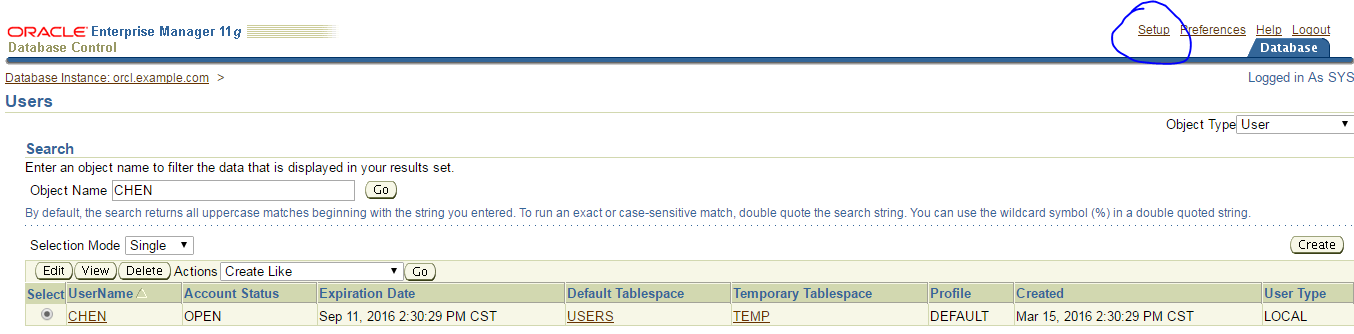 ORACLE Enterprise Manager 11g
Setup Preferences Help Logout
Database Control
Database
Database Instance: orcl.example.com >
Logged in As SYS
Users
Object Type User
Search
Enter an object name to filter the data that is displayed in your results set.
Object Name CHEN Go
By default, the search returns all uppercase matches beginning with the string you entered. To run an exact or case-sensitive match, double quote the search string. You can use the wildcard symbol (%) in a double quoted string.
Selection Mode Single
Create
Edit View Delete Actions Create Like Go
Select UserName Account Status Expiration Date Default Tablespace Temporary Tablespace Profile Created User Type
CHEN OPEN Sep 11, 2016 2:30:29 PM CST USERS TEMP DEFAULT Mar 15, 2016 2:30:29 PM CST LOCAL